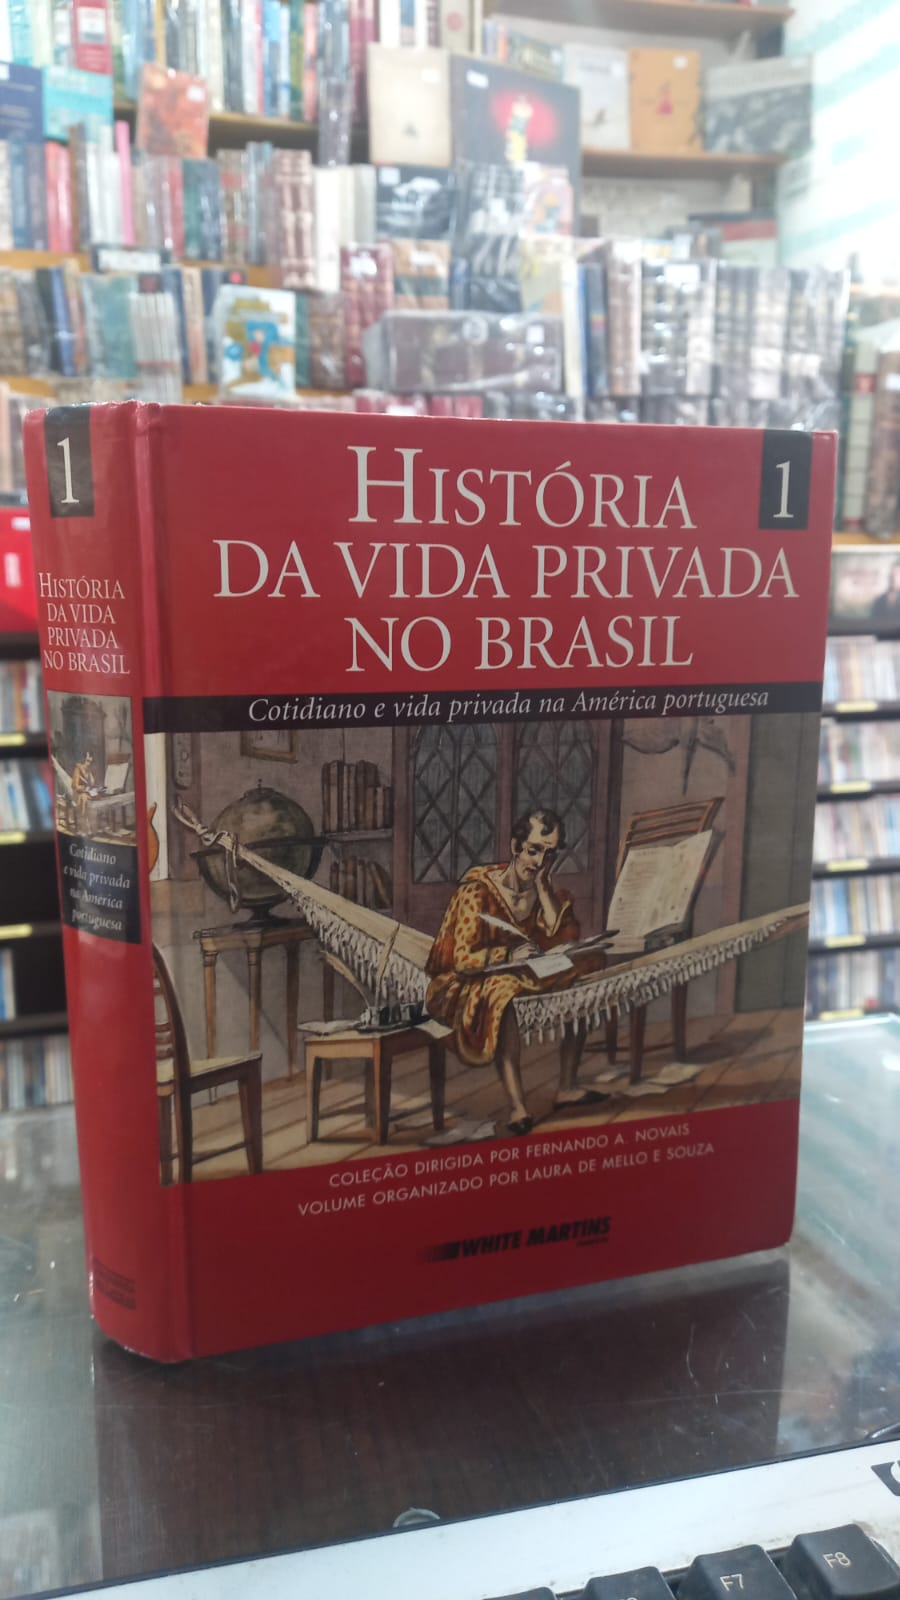 1
HISTÓRIA
DA VIDA
PRIVADA
NO BRASIL
Cotidiano
e vida privada
na América
portuguesa
HISTÓRIA
1
DA VIDA PRIVADA
NO BRASIL
Cotidiano e vida privada na América portuguesa
COLEÇÃO DIRIGIDA POR FERNANDO A. NOVAIS
VOLUME ORGANIZADO POR LAURA DE MELLO E SOUZA
WHITE MARTINS
F7
F8